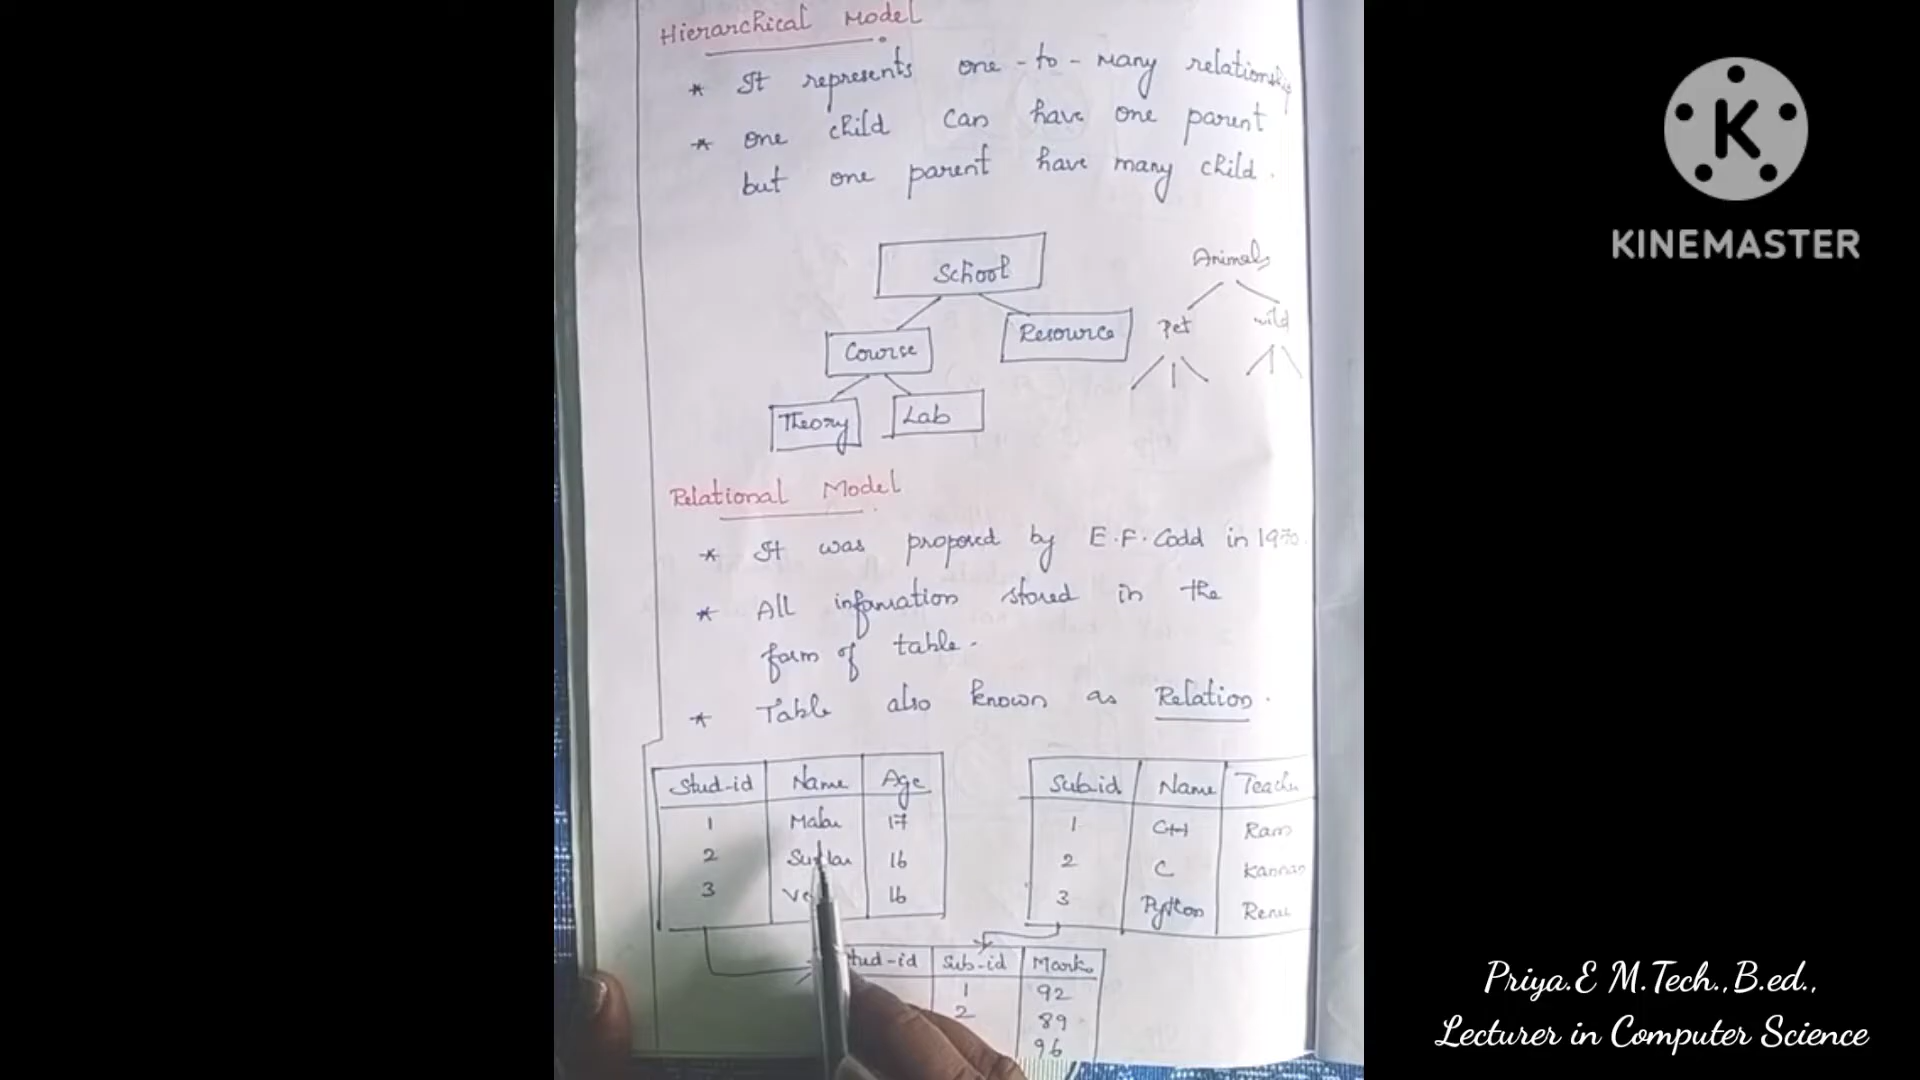 Hierarchical Model
* It represents one-to-many relationship
* one child can have one parent
but one parent have many child.
School
Course
Resource
Theory
Lab
Animals
Pet
wild
Relational Model
* It was proposed by E.F. Codd in 1970.
* All information stored in the
form of table.
* Table also known as Relation.
Stud-id Name Age
1 Malar 17
2 16
3 16
Sub-id Name
1 C++ Ram
2 C Kannan
3 Python Renu
tud-id Sub-id Mark
1 92
2 89
96
K
KINEMASTER
Priya.E M.Tech.,B.ed.,
Lecturer in Computer Science